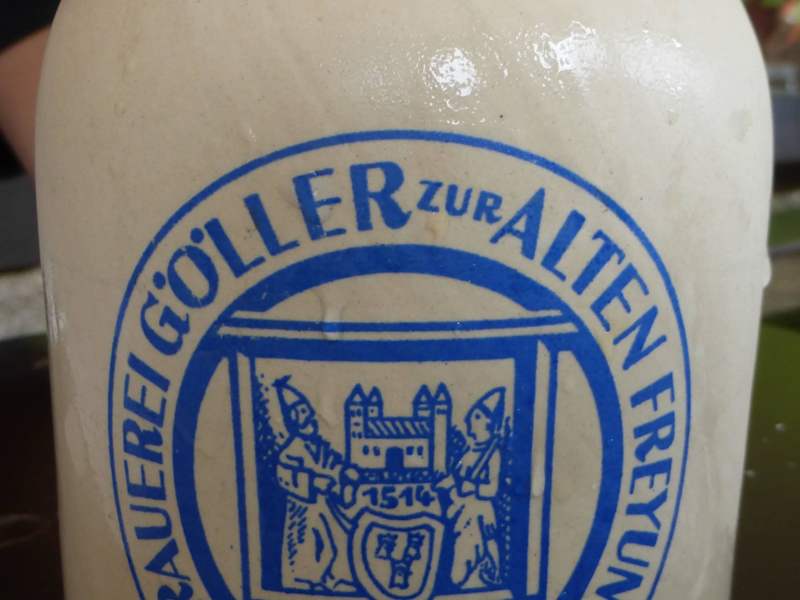 RAUEREI GÖLLER ZUR ALTEN FREYUN
1514